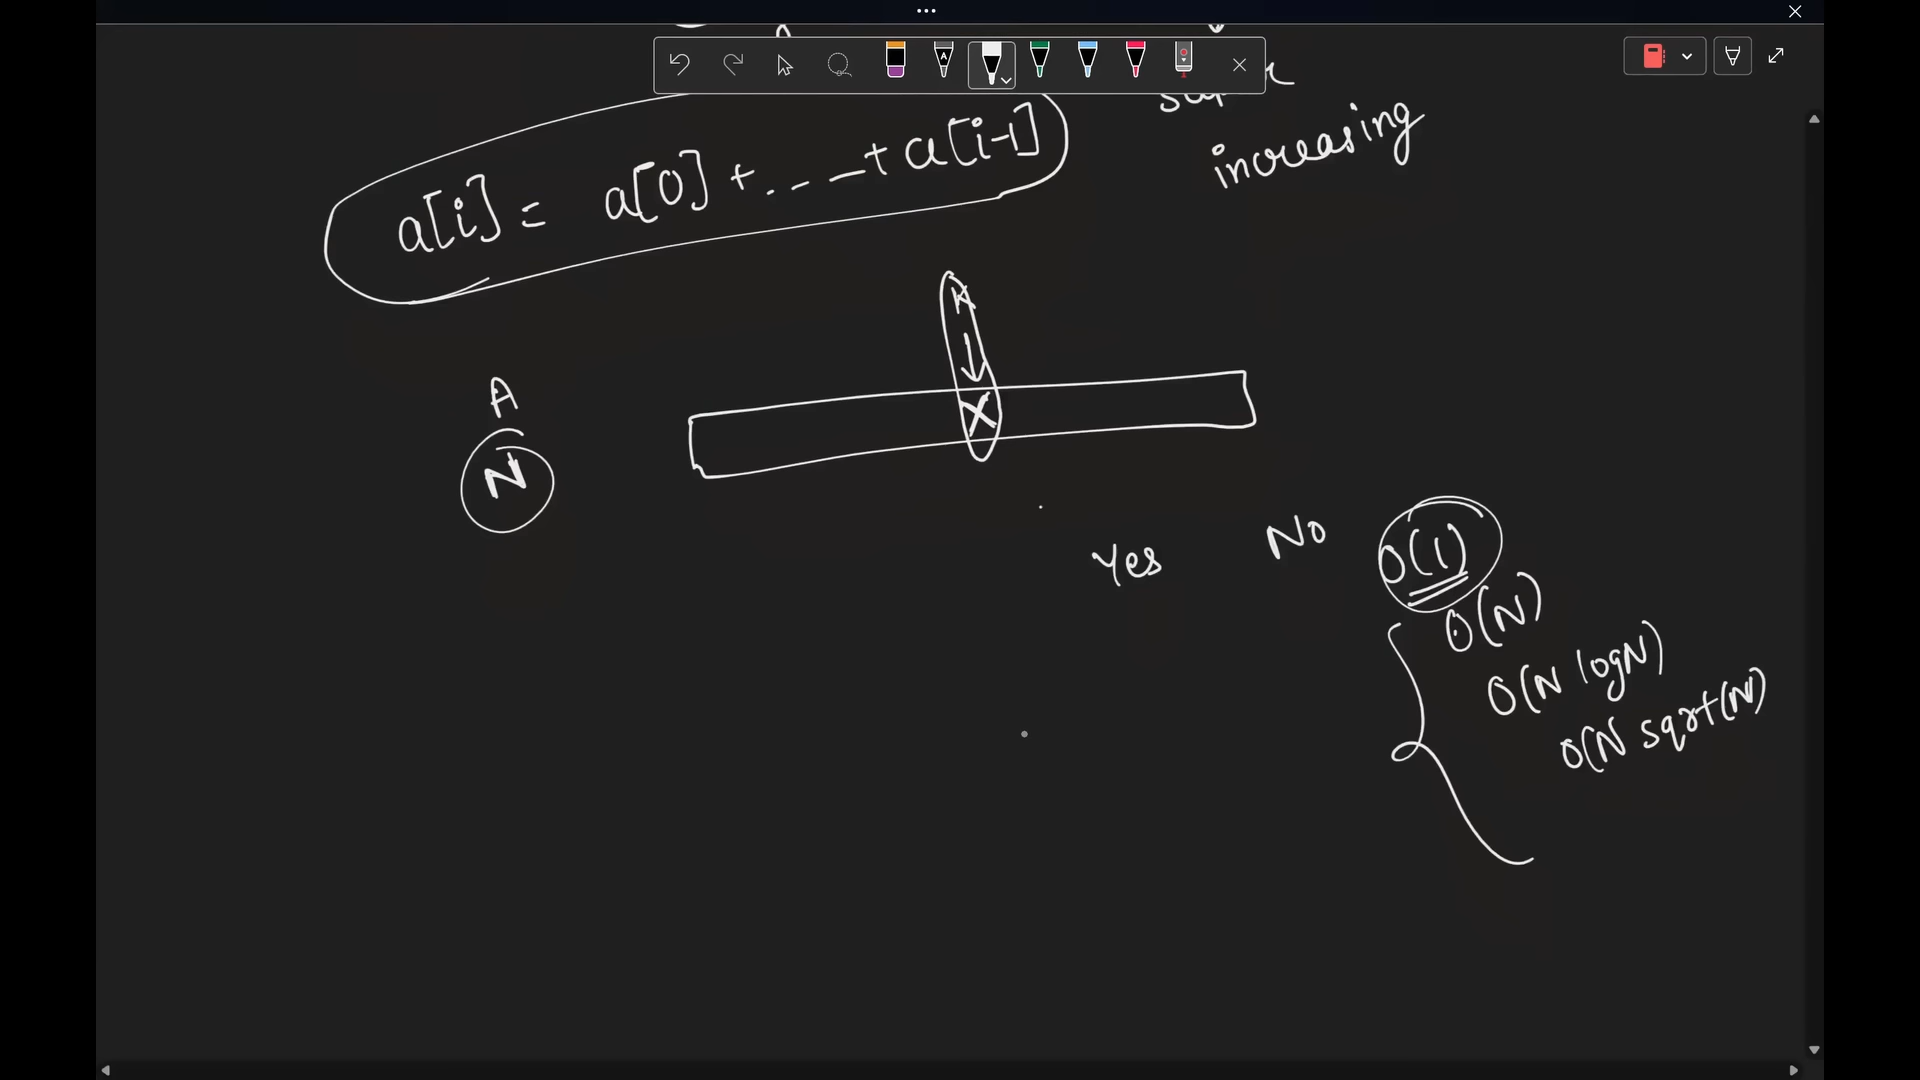 increasing
a[i] = a[0] + ... + a[i-1]
A
N
X
Yes No O(1)
O(N)
O(N logN)
O(N sqrt(N)